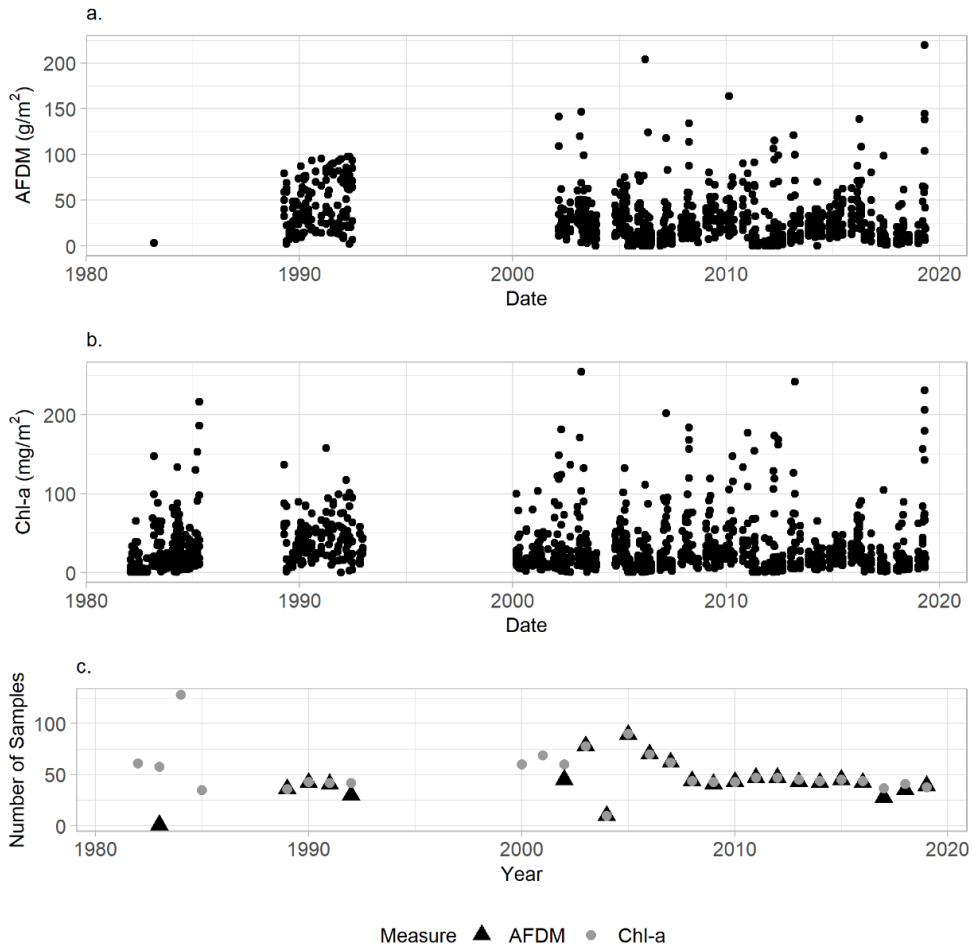 a.
AFDM (g/m²)
200
150
100
50
0
1980
1990
2000
2010
2020
Date
b.
Chl-a (mg/m²)
200
100
0
1980
1990
2000
2010
2020
Date
c.
Number of Samples
100
50
0
1980
1990
2000
2010
2020
Year
Measure AFDM Chl-a